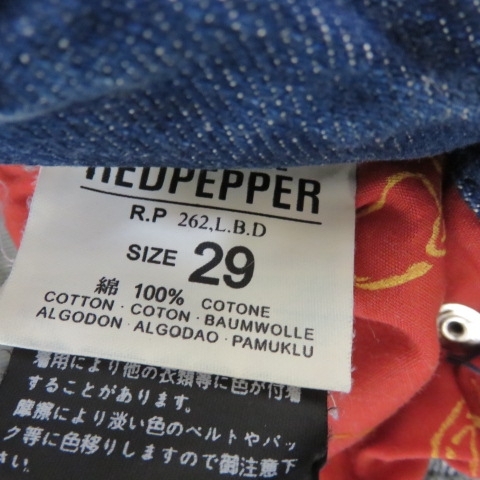 REDPEPPER
R.P 262,L.B.D
SIZE 29
綿 100% COTONE
COTTON · COTON · BAUMWOLLE
ALGODON · ALGODAO · PAMUKLU
着用により他の衣類等に色が付着
することがあります。
摩擦により淡い色のベルトやバッ
ク等に色移りしますので御注意下
さい。